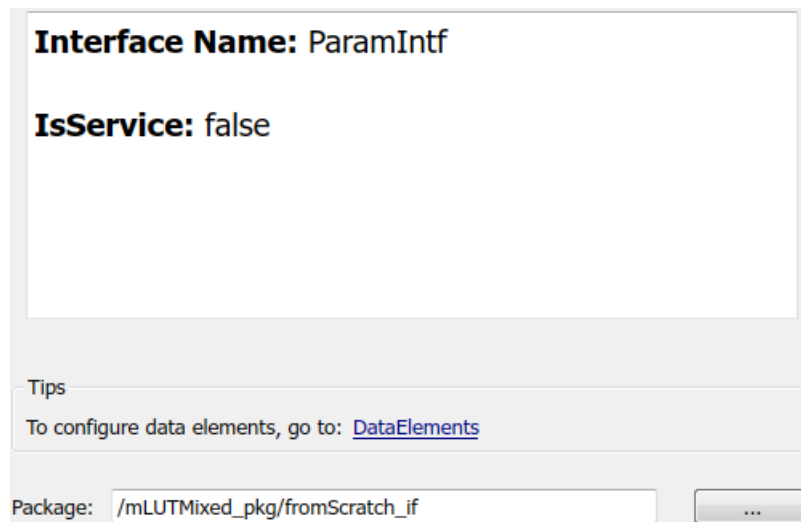 Interface Name: ParamIntf
IsService: false
Tips
To configure data elements, go to: DataElements
Package: /mLUTMixed_pkg/fromScratch_if ...